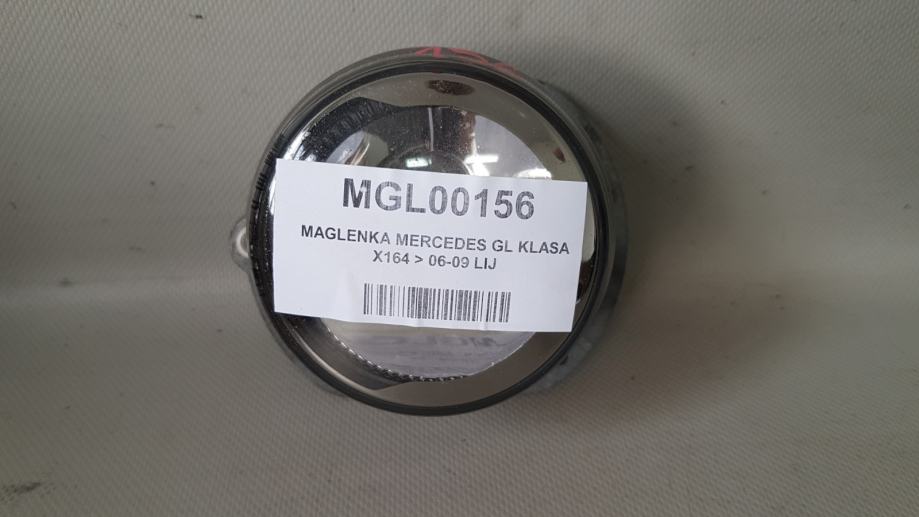 MGL00156
MAGLENKA MERCEDES GL KLASA
X164 > 06-09 LIJ